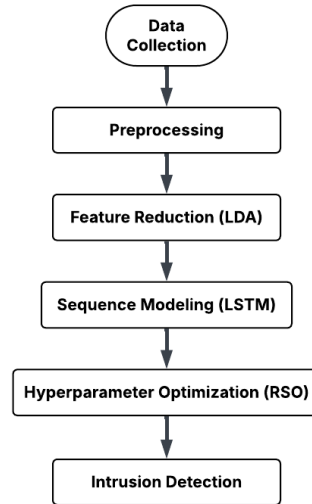 Data
Collection
Preprocessing
Feature Reduction (LDA)
Sequence Modeling (LSTM)
Hyperparameter Optimization (RSO)
Intrusion Detection